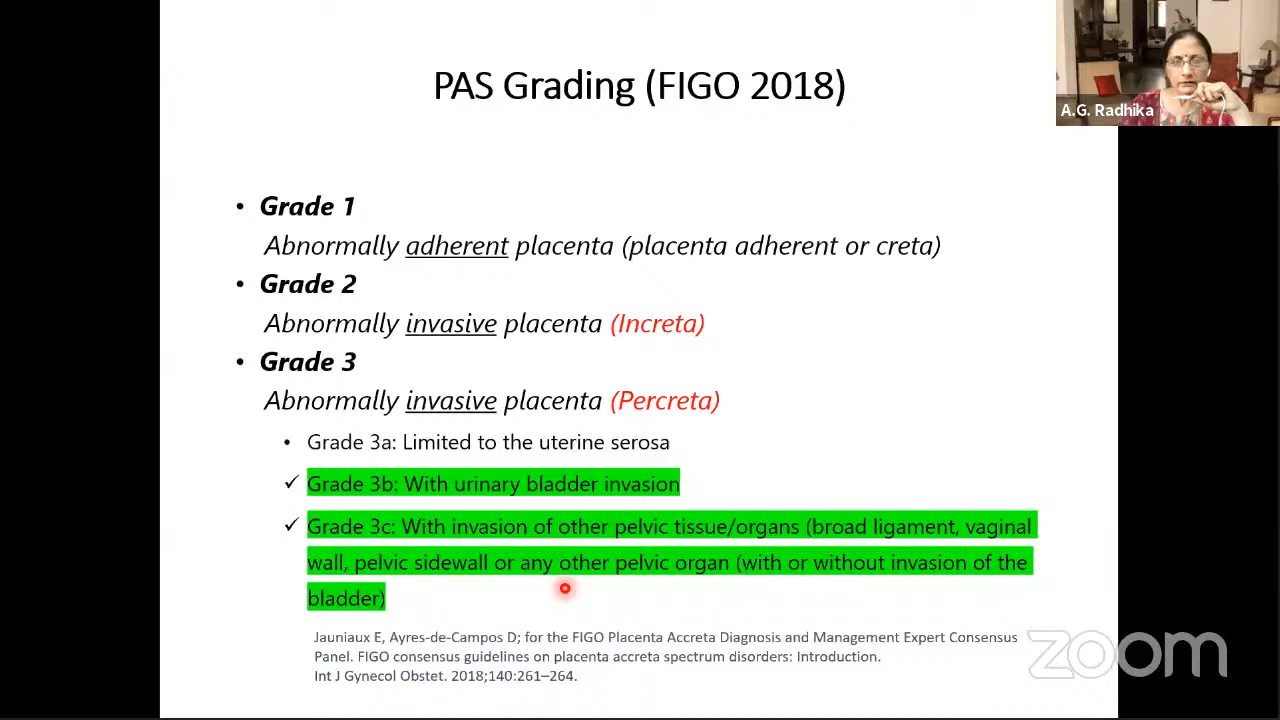 PAS Grading (FIGO 2018)
A.G. Radhika
• Grade 1
Abnormally adherent placenta (placenta adherent or creta)
• Grade 2
Abnormally invasive placenta (Increta)
• Grade 3
Abnormally invasive placenta (Percreta)
• Grade 3a: Limited to the uterine serosa
✓ Grade 3b: With urinary bladder invasion
✓ Grade 3c: With invasion of other pelvic tissue/organs (broad ligament, vaginal
wall, pelvic sidewall or any other pelvic organ (with or without invasion of the
bladder)
Jauniaux E, Ayres-de-Campos D; for the FIGO Placenta Accreta Diagnosis and Management Expert Consensus
Panel. FIGO consensus guidelines on placenta accreta spectrum disorders: Introduction.
Int J Gynecol Obstet. 2018;140:261–264.
zoom